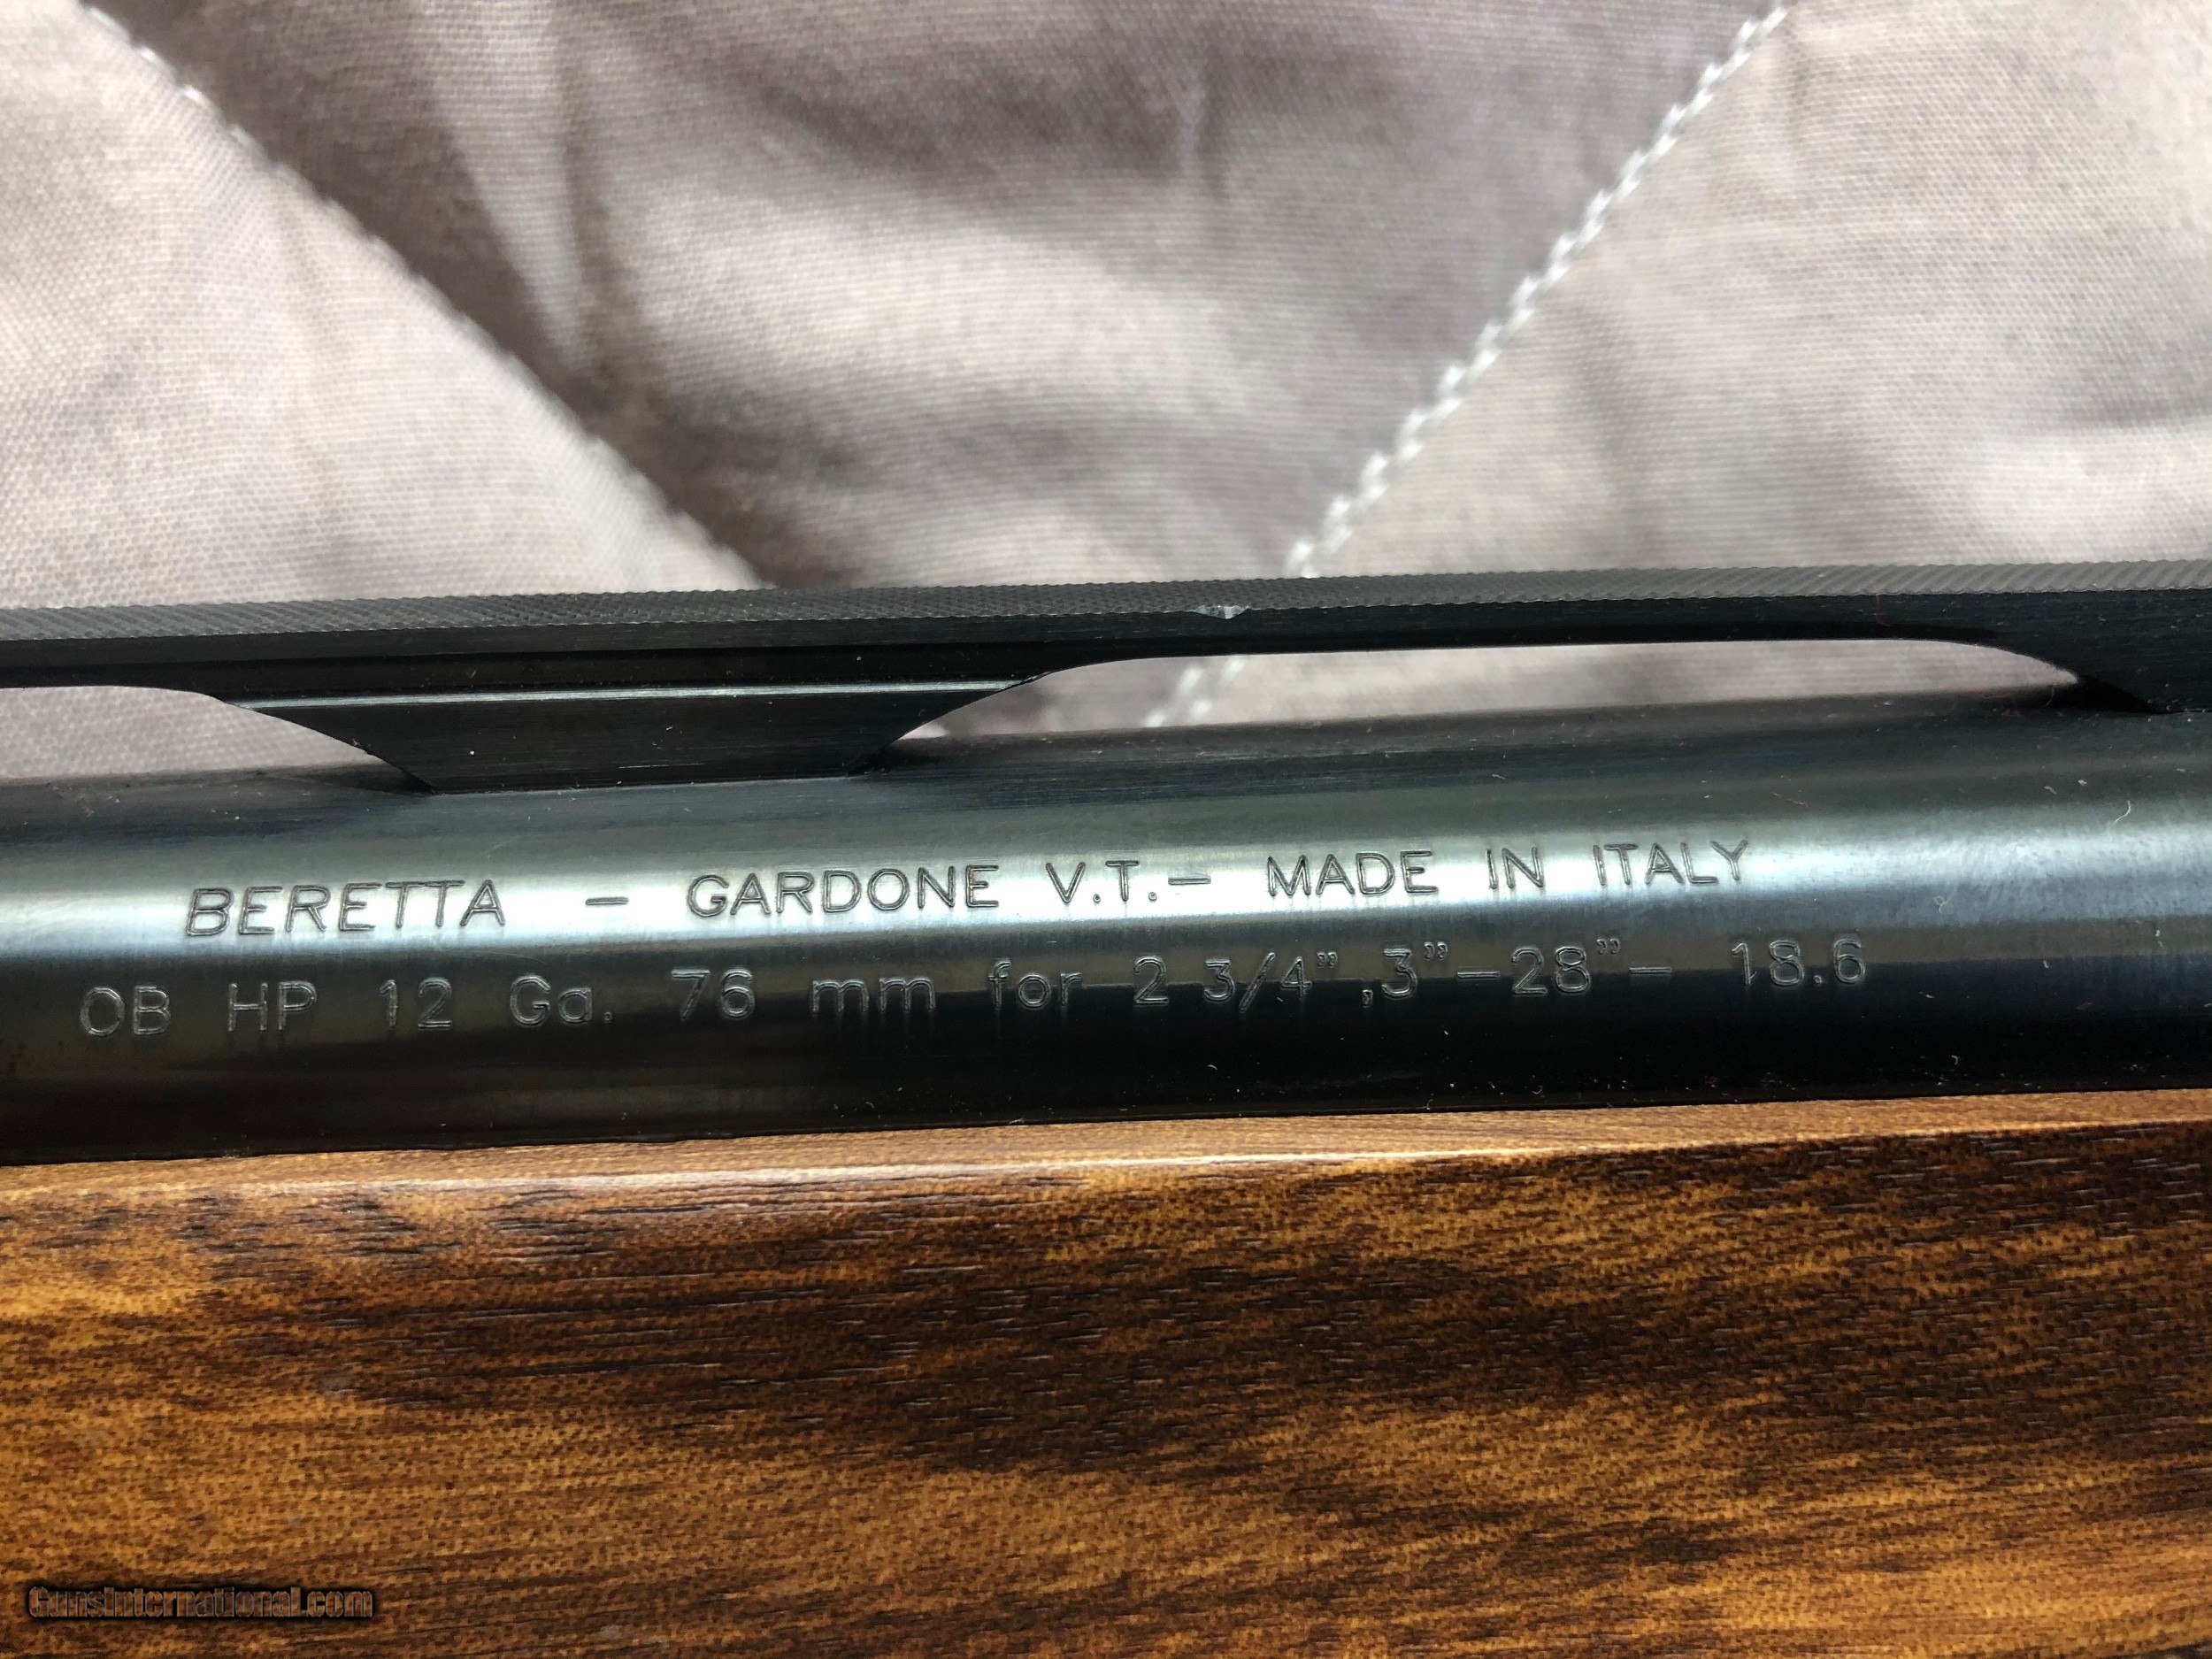 BERETTA - GARDONE V.T. - MADE IN ITALY
OB HP 12 Ga. 76 mm for 2 3/4",3"-28"- 18.6
GunsInternational.com